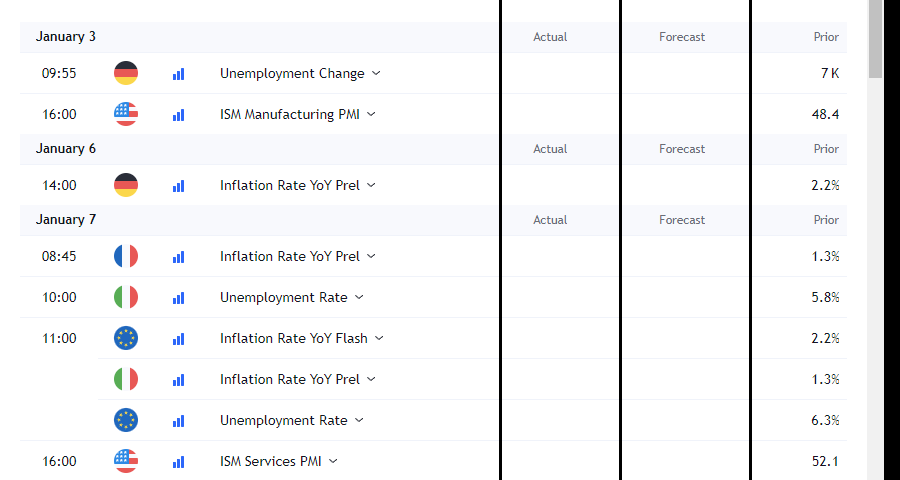 January 3 Actual Forecast Prior
09:55 Unemployment Change 7 K
16:00 ISM Manufacturing PMI 48.4
January 6 Actual Forecast Prior
14:00 Inflation Rate YoY Prel 2.2%
January 7 Actual Forecast Prior
08:45 Inflation Rate YoY Prel 1.3%
10:00 Unemployment Rate 5.8%
11:00 Inflation Rate YoY Flash 2.2%
Inflation Rate YoY Prel 1.3%
Unemployment Rate 6.3%
16:00 ISM Services PMI 52.1